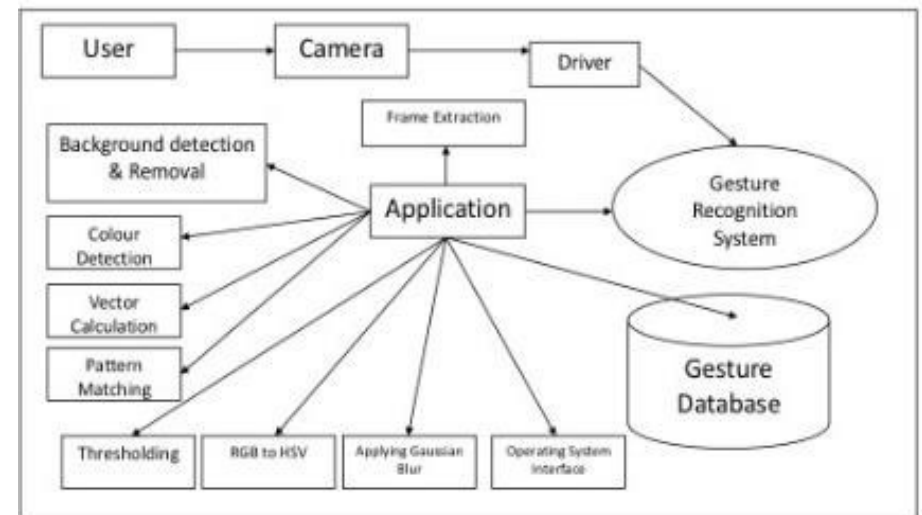 User
Camera
Driver
Frame Extraction
Background detection
& Removal
Application
Gesture
Recognition
System
Colour
Detection
Vector
Calculation
Pattern
Matching
Gesture
Database
Thresholding
RGB to HSV
Applying Gaussian
Blur
Operating System
Interface